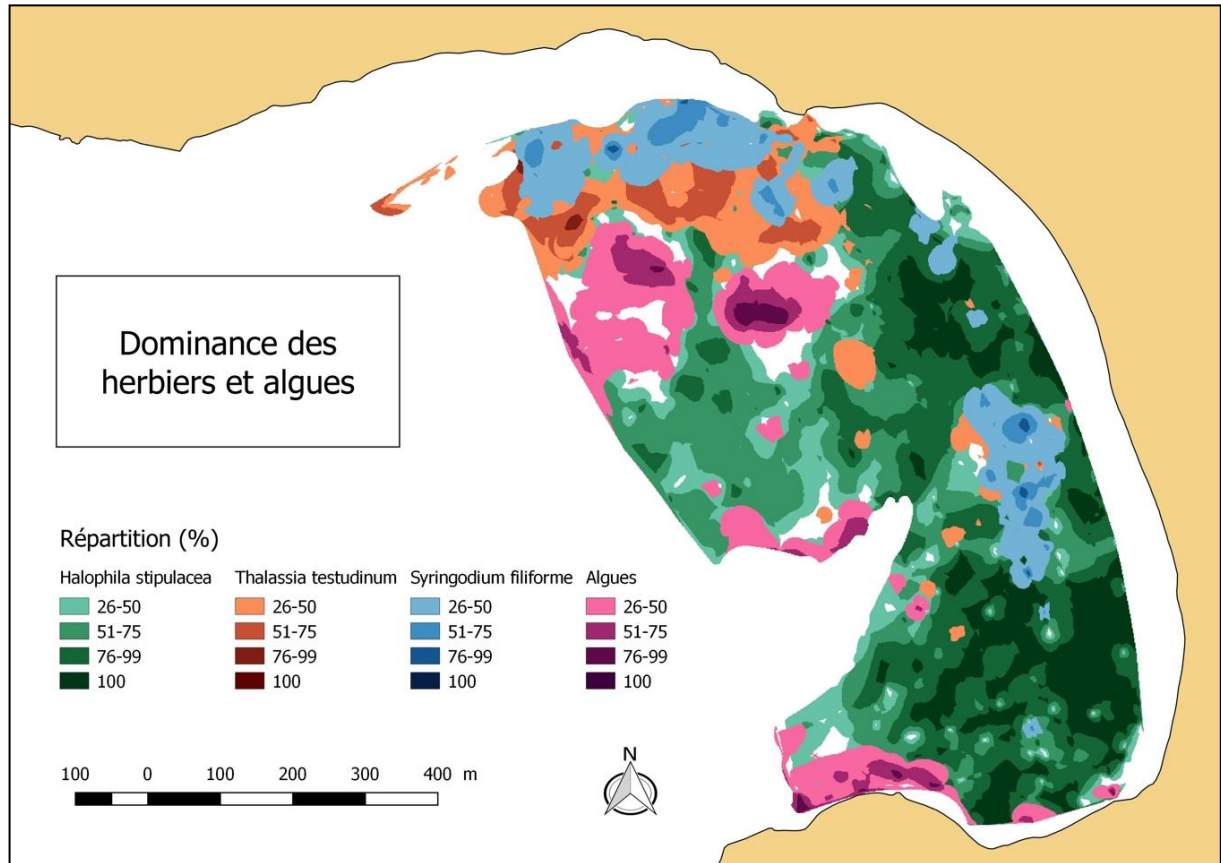 Dominance des
herbiers et algues
Répartition (%)
Halophila stipulacea Thalassia testudinum Syringodium filiforme Algues
26-50 26-50 26-50 26-50
51-75 51-75 51-75 51-75
76-99 76-99 76-99 76-99
100 100 100 100
100 0 100 200 300 400 m
N